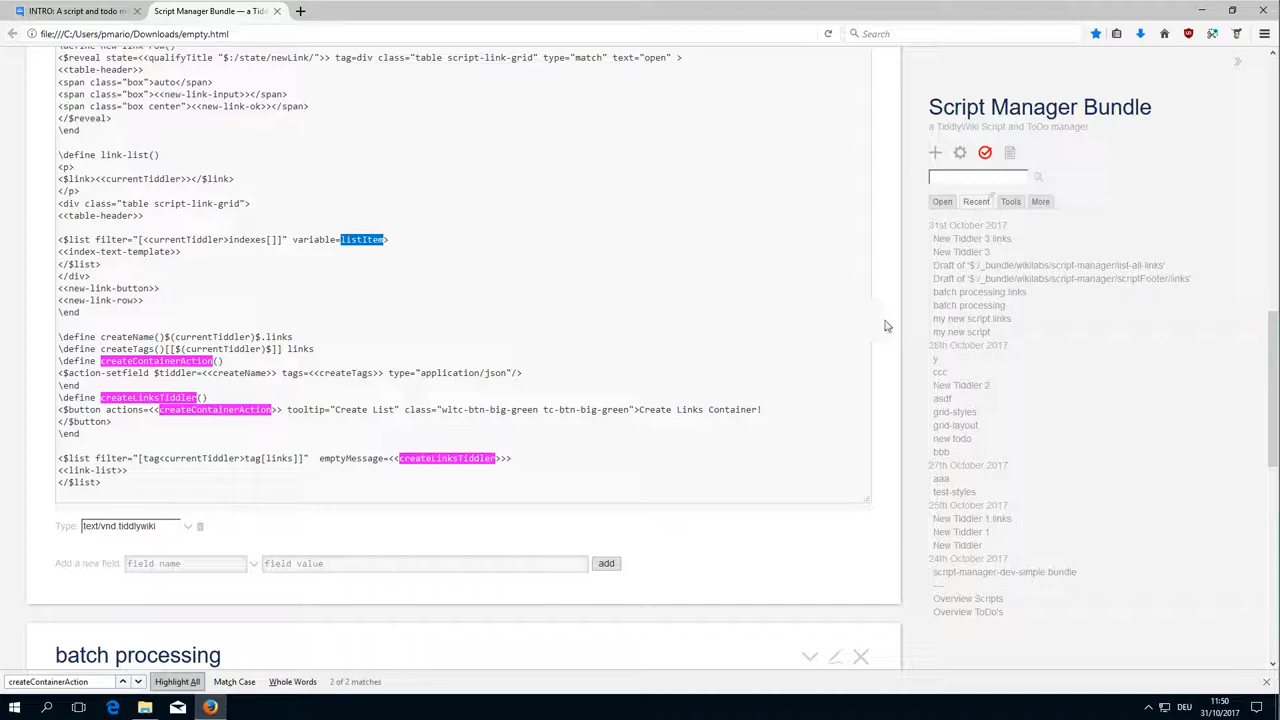 INTRO: A script and todo m
Script Manager Bundle — a Tidd
file:///C:/Users/pmario/Downloads/empty.html
Search
<$reveal state=<<qualifyTitle "$:/state/newLink/">> tag=div class="table script-link-grid" type="match" text="open" >
<<table-header>>
<span class="box">auto</span>
<span class="box"><<new-link-input>></span>
<span class="box center"><<new-link-ok>></span>
</$reveal>
\end
\define link-list()
<p>
<$link><<currentTiddler>></$link>
</p>
<div class="table script-link-grid">
<<table-header>>
<$list filter="[<currentTiddler>indexes[]]" variable=listItem>
<<index-text-template>>
</$list>
</div>
<<new-link-button>>
<<new-link-row>>
\end
\define createName()$(currentTiddler)$.links
\define createTags()[[$(currentTiddler)$]] links
\define createContainerAction()
<$action-setfield $tiddler=<<createName>> tags=<<createTags>> type="application/json"/>
\end
\define createLinksTiddler()
<$button actions=<<createContainerAction>> tooltip="Create List" class="wltc-btn-big-green tc-btn-big-green">Create Links Container!
</$button>
\end
<$list filter="[tag<currentTiddler>tag[links]]"  emptyMessage=<<createLinksTiddler>>>
<<link-list>>
</$list>
Type: text/vnd.tiddlywiki
Add a new field: field name field value add
batch processing
Script Manager Bundle
a TiddlyWiki Script and ToDo manager
Open Recent Tools More
31st October 2017
New Tiddler 3.links
New Tiddler 3
Draft of '$:/_bundle/wikilabs/script-manager/list-all-links'
Draft of '$:/_bundle/wikilabs/script-manager/scriptFooter/links'
batch processing.links
batch processing
my new script.links
my new script
28th October 2017
y
ccc
New Tiddler 2
asdf
grid-styles
grid-layout
new todo
bbb
27th October 2017
aaa
test-styles
25th October 2017
New Tiddler 1.links
New Tiddler 1
New Tiddler
24th October 2017
script-manager-dev-simple.bundle
---
Overview Scripts
Overview ToDo's
createContainerAction Highlight All Match Case Whole Words 2 of 2 matches
DEU
11:50
31/10/2017